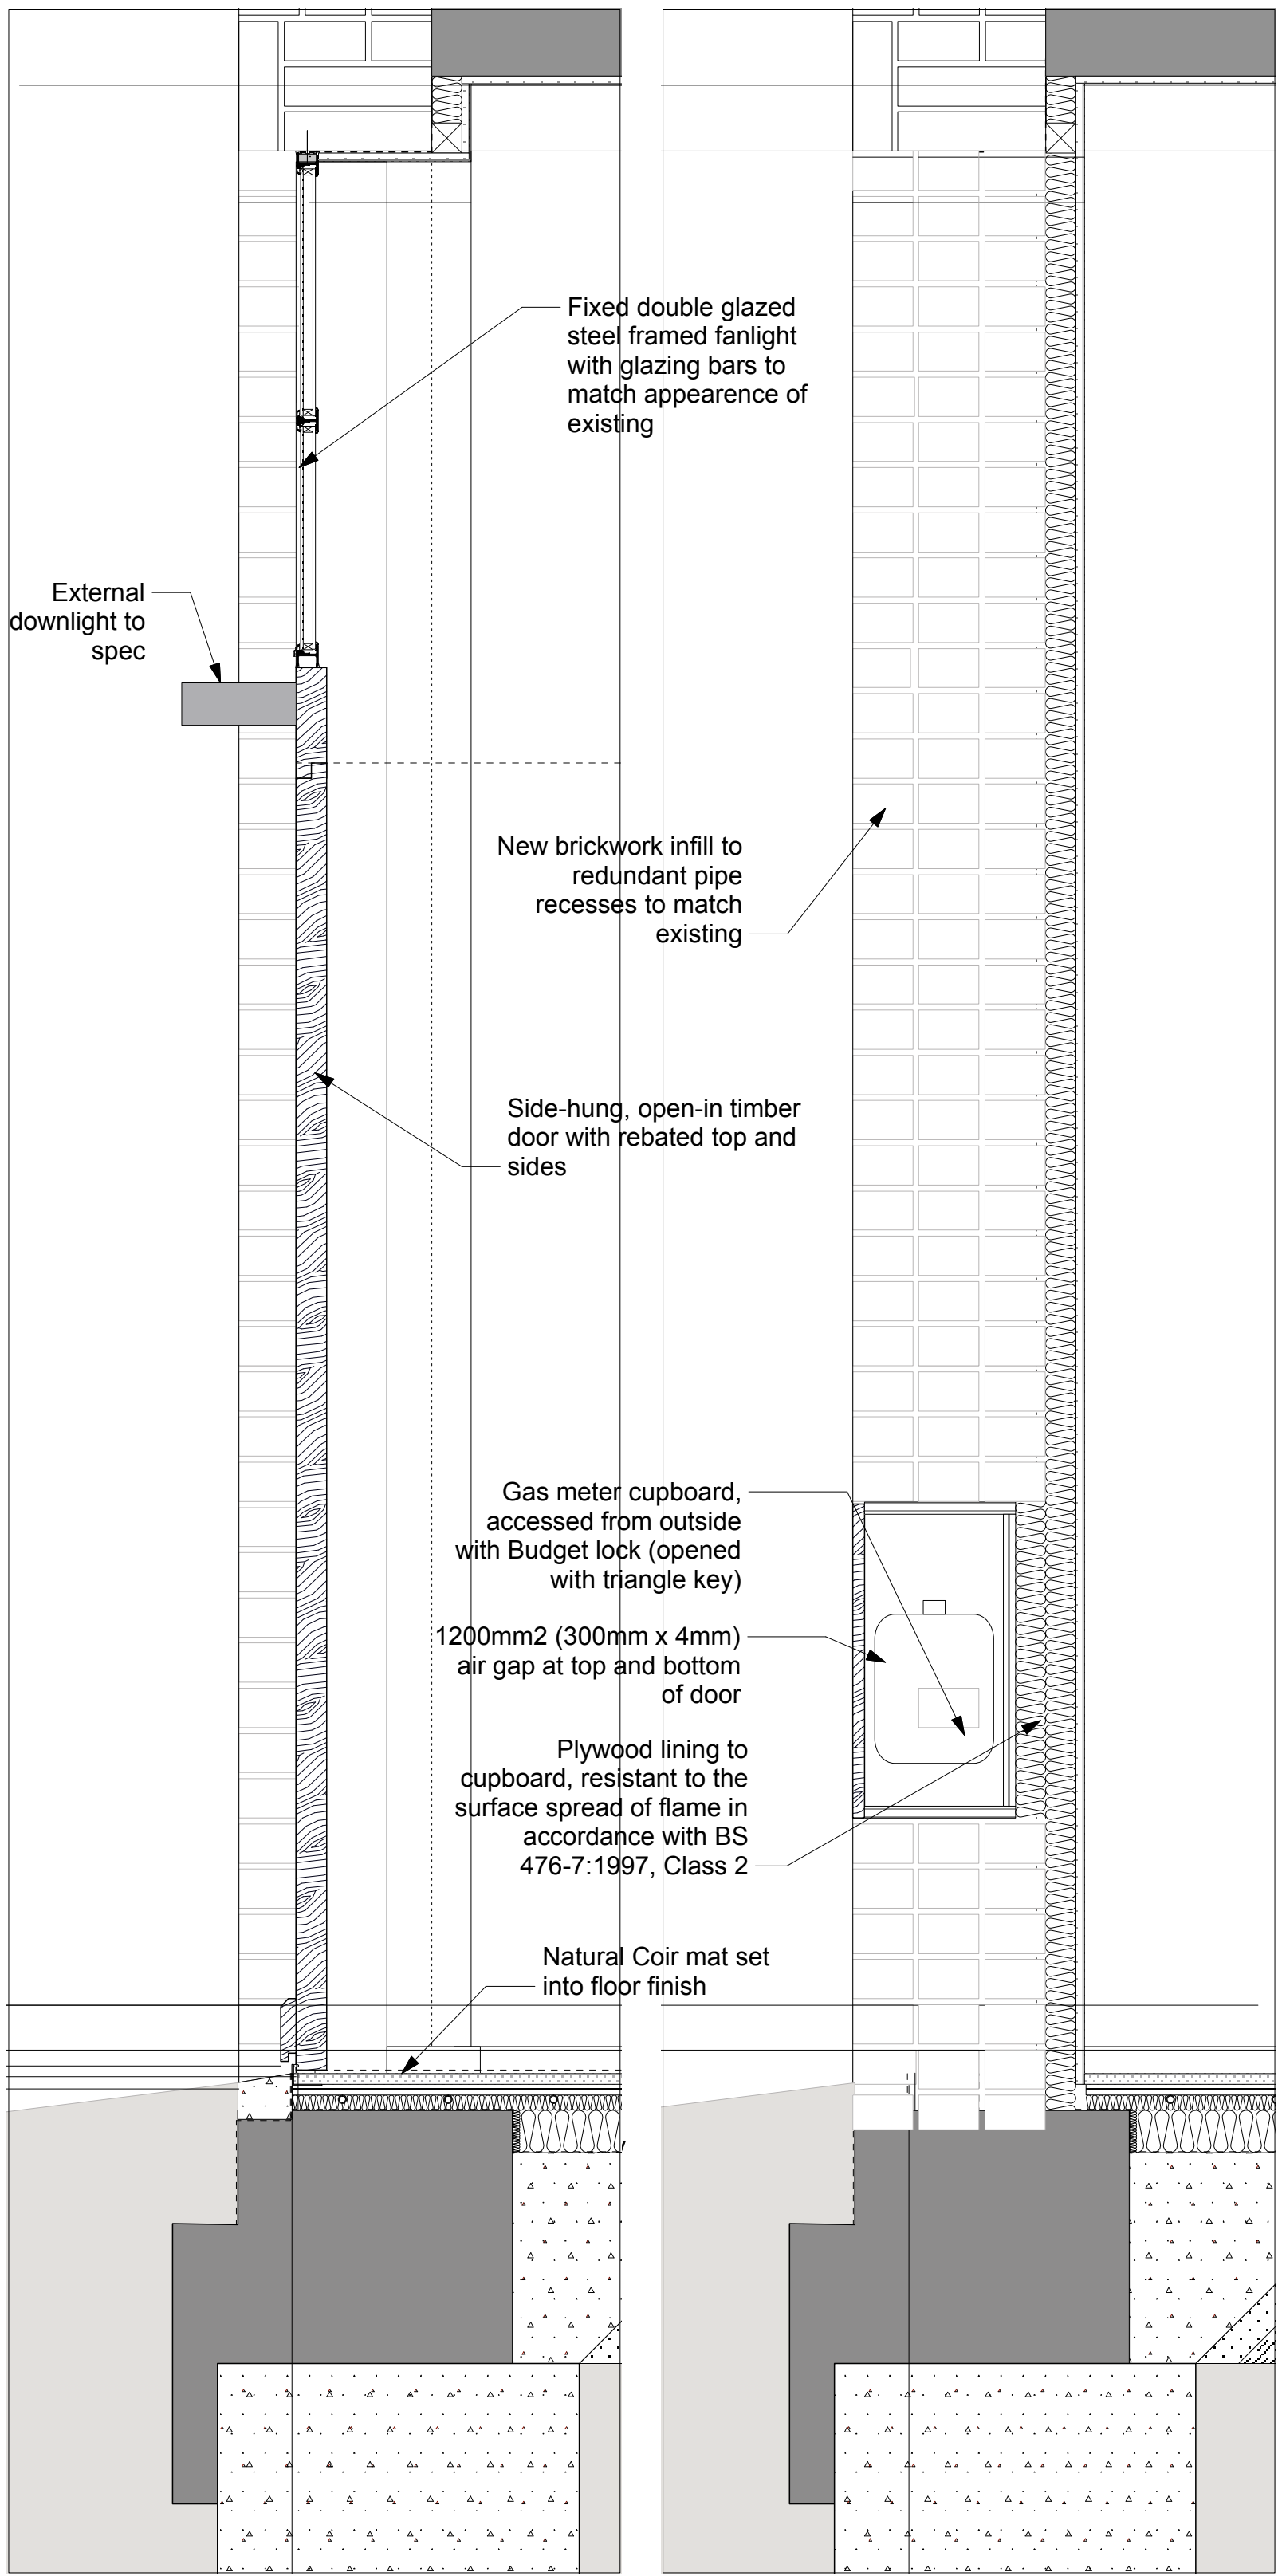 Fixed double glazed
steel framed fanlight
with glazing bars to
match appearence of
existing
External
downlight to
spec
New brickwork infill to
redundant pipe
recesses to match
existing
Side-hung, open-in timber
door with rebated top and
sides
Gas meter cupboard,
accessed from outside
with Budget lock (opened
with triangle key)
1200mm2 (300mm x 4mm)
air gap at top and bottom
of door
Plywood lining to
cupboard, resistant to the
surface spread of flame in
accordance with BS
476-7:1997, Class 2
Natural Coir mat set
into floor finish